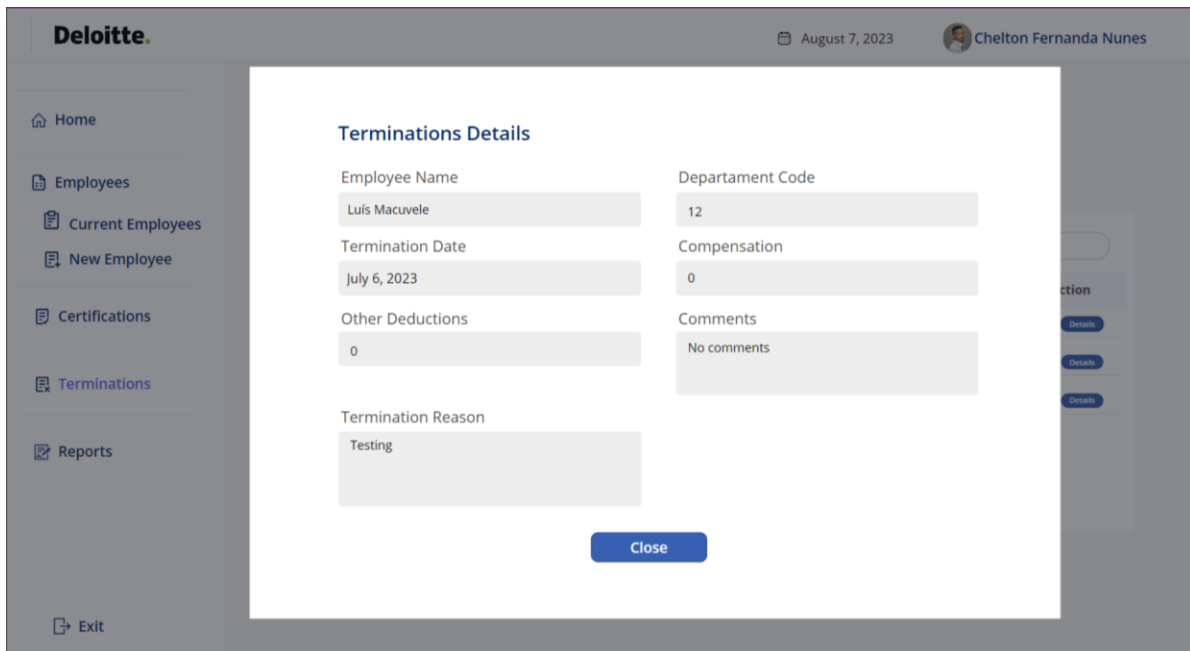 Deloitte.
August 7, 2023
Chelton Fernanda Nunes
Home
Employees
Current Employees
New Employee
Certifications
Terminations
Reports
Exit
Terminations Details
Employee Name
Departament Code
Luís Macuvele
12
Termination Date
Compensation
July 6, 2023
0
Other Deductions
Comments
0
No comments
Termination Reason
Testing
Close
ction
Details
Details
Details